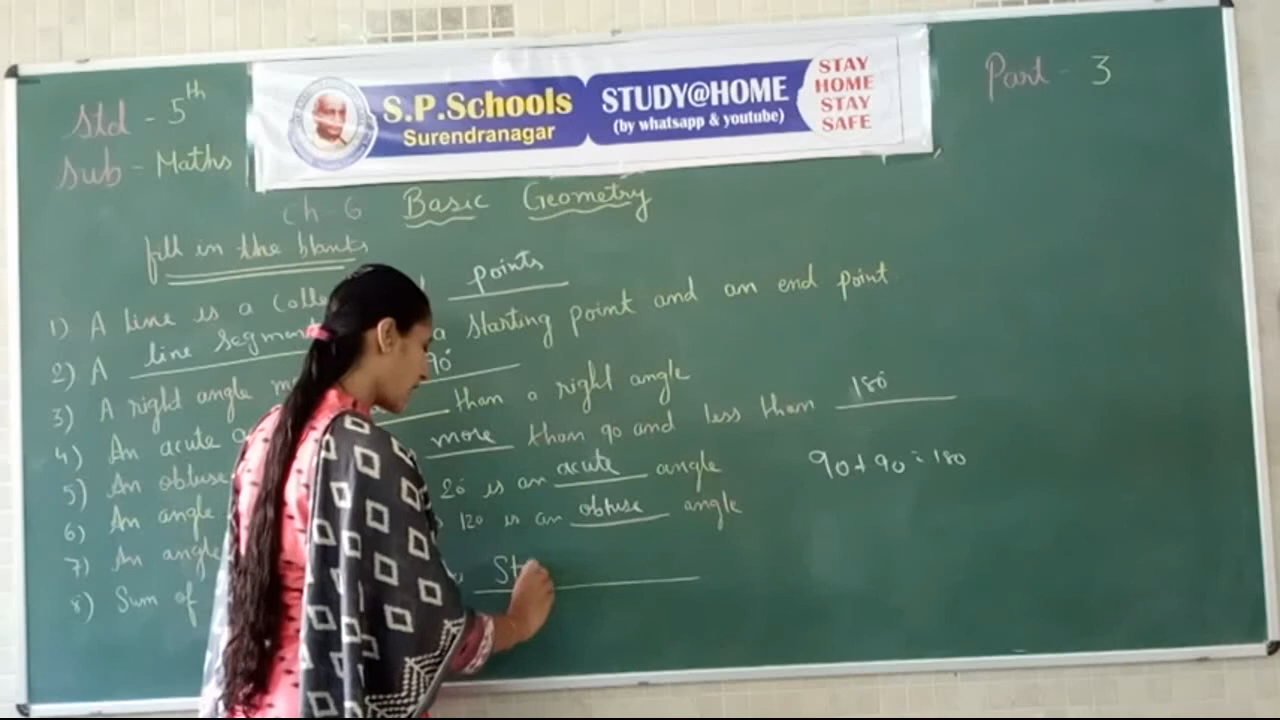 Std - 5th
Sub - Maths
S.P.Schools
Surendranagar
STUDY@HOME
(by whatsapp & youtube)
STAY
HOME
STAY
SAFE
Part - 3
Ch-6 Basic Geometry
fill in the blanks
1) A line is a colle points
2) A line segment a starting point and an end point.
3) A right angle 90°
4) An acute than a right angle
5) An obtuse more than 90 and less than 180°
6) An angle 20° is an acute angle
7) An angle 120 is an obtuse angle
8) Sum of St
90+90=180